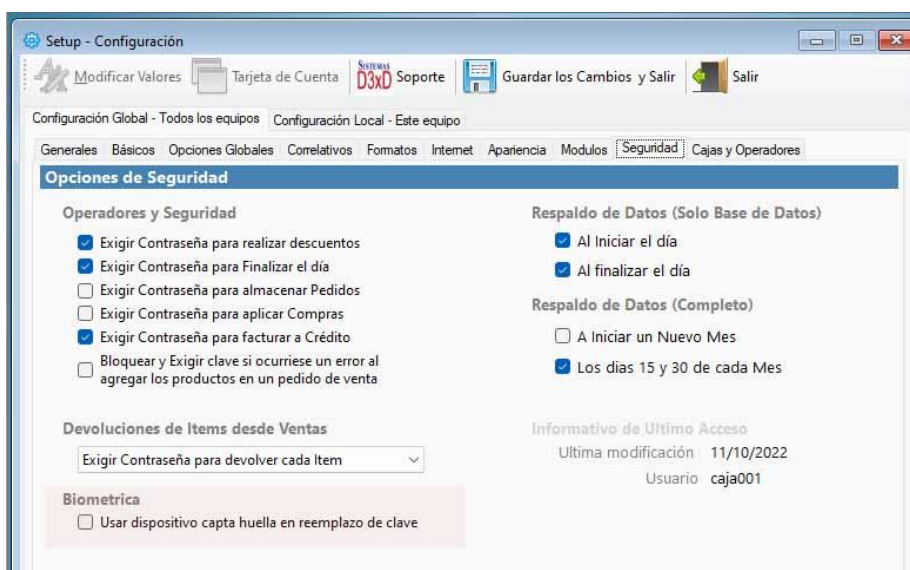 Setup - Configuración
Modificar Valores Tarjeta de Cuenta SISTEMAS D3xD Soporte Guardar los Cambios y Salir Salir
Configuración Global - Todos los equipos Configuración Local - Este equipo
Generales Básicos Opciones Globales Correlativos Formatos Internet Apariencia Modulos Seguridad Cajas y Operadores
Opciones de Seguridad
Operadores y Seguridad
Exigir Contraseña para realizar descuentos
Exigir Contraseña para Finalizar el día
Exigir Contraseña para almacenar Pedidos
Exigir Contraseña para aplicar Compras
Exigir Contraseña para facturar a Crédito
Bloquear y Exigir clave si ocurriese un error al
agregar los productos en un pedido de venta
Devoluciones de Items desde Ventas
Exigir Contraseña para devolver cada Item
Biometrica
Usar dispositivo capta huella en reemplazo de clave
Respaldo de Datos (Solo Base de Datos)
Al Iniciar el día
Al finalizar el día
Respaldo de Datos (Completo)
A Iniciar un Nuevo Mes
Los dias 15 y 30 de cada Mes
Informativo de Ultimo Acceso
Ultima modificación 11/10/2022
Usuario caja001